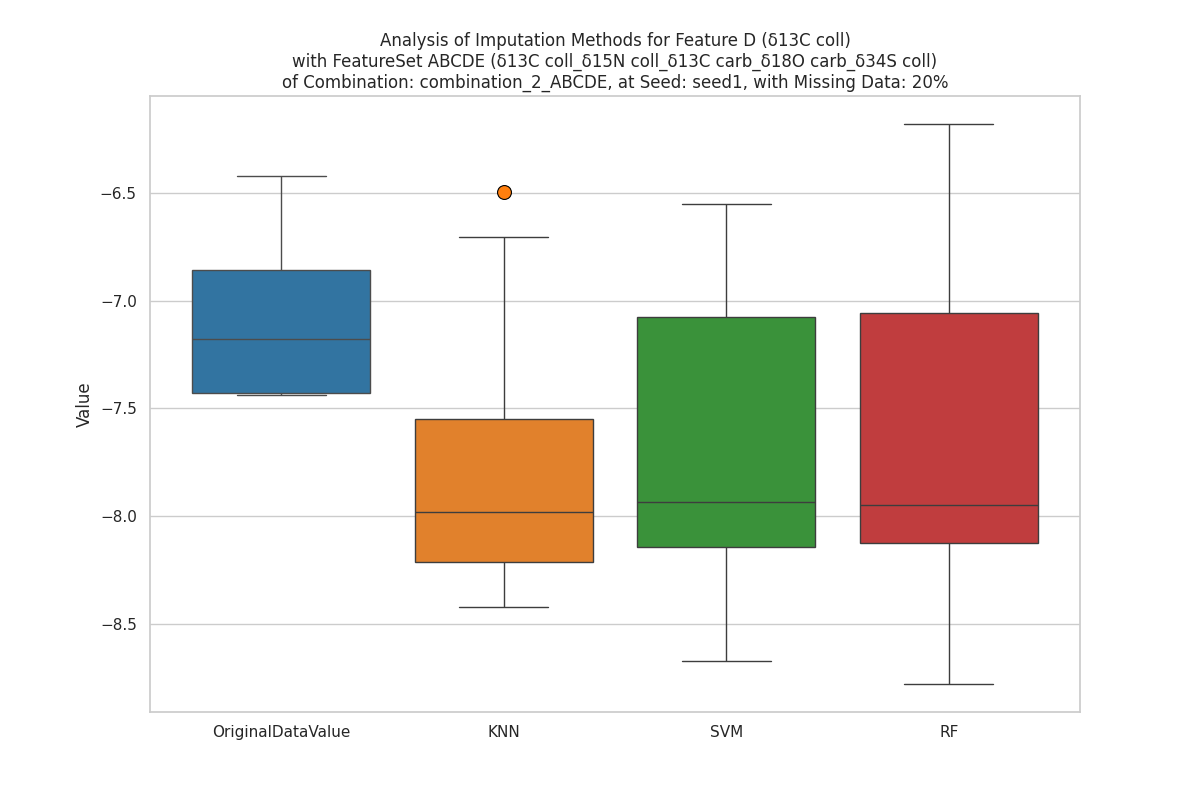 Analysis of Imputation Methods for Feature D (δ13C coll)
with FeatureSet ABCDE (δ13C coll_δ15N coll_δ13C carb_δ18O carb_δ34S coll)
of Combination: combination_2_ABCDE, at Seed: seed1, with Missing Data: 20%
−6.5
−7.0
−7.5
−8.0
−8.5
Value
OriginalDataValue
KNN
SVM
RF